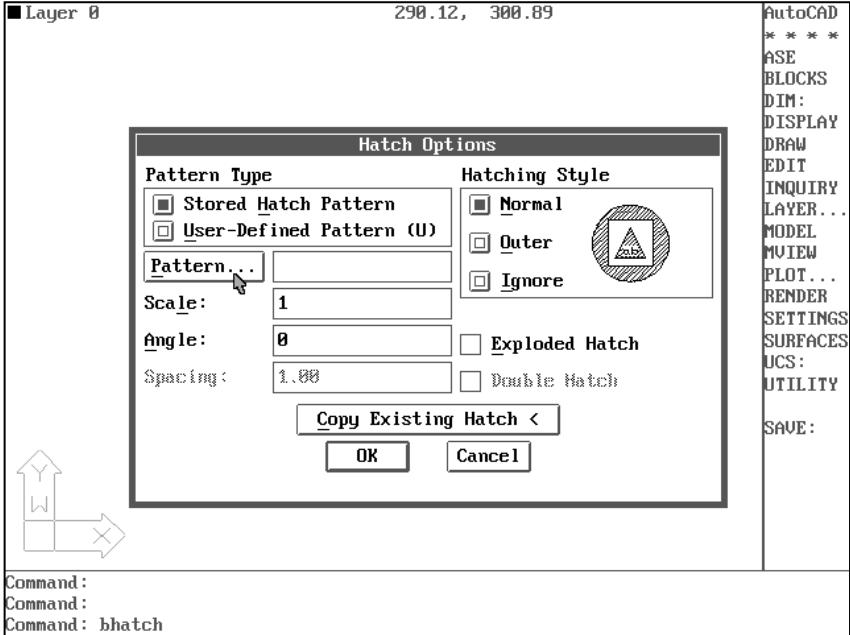 Layer 0
290.12, 300.89
AutoCAD
* * * *
ASE
BLOCKS
DIM:
DISPLAY
DRAW
EDIT
INQUIRY
LAYER...
MODEL
MVIEW
PLOT...
RENDER
SETTINGS
SURFACES
UCS:
UTILITY
SAVE:
Hatch Options
Pattern Type
Stored Hatch Pattern
User-Defined Pattern (U)
Pattern...
Scale:
1
Angle:
0
Spacing:
1.00
Hatching Style
Normal
Outer
Ignore
ab
Exploded Hatch
Double Hatch
Copy Existing Hatch <
OK
Cancel
Y
W
X
Command:
Command:
Command: bhatch